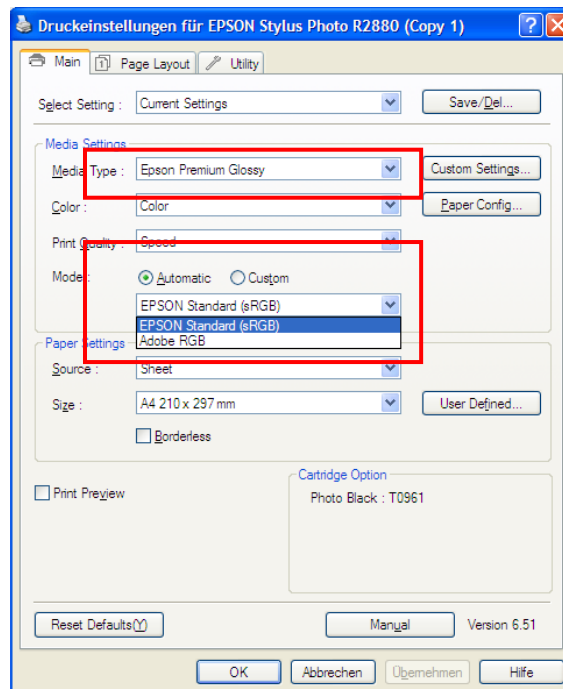 Druckeinstellungen für EPSON Stylus Photo R2880 (Copy 1)
Main Page Layout Utility
Select Setting : Current Settings Save/Del...
Media Settings
Media Type : Epson Premium Glossy Custom Settings...
Color : Color Paper Config...
Print Quality : Speed
Mode : Automatic Custom
EPSON Standard (sRGB)
EPSON Standard (sRGB)
Adobe RGB
Paper Settings
Source : Sheet
Size : A4 210 x 297 mm User Defined...
Borderless
Cartridge Option
Print Preview
Photo Black : T0961
Reset Defaults(Y) Manual Version 6.51
OK Abbrechen Übernehmen Hilfe